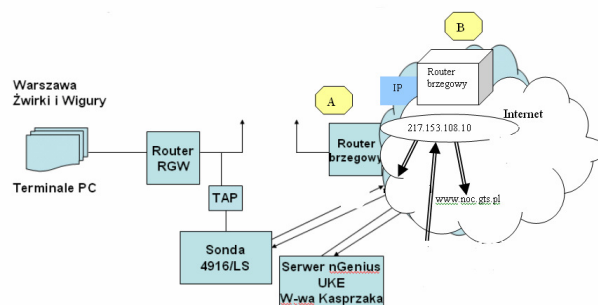 B
Router
brzegowy
IP
Internet
Warszawa
Żwirki i Wigury
A
217.153.108.10
Router
RGW
Router
brzegowy
Terminale PC
TAP
www.noc.gts.pl
Sonda
4916/LS
Serwer nGenius
UKE
W-wa Kasprzaka